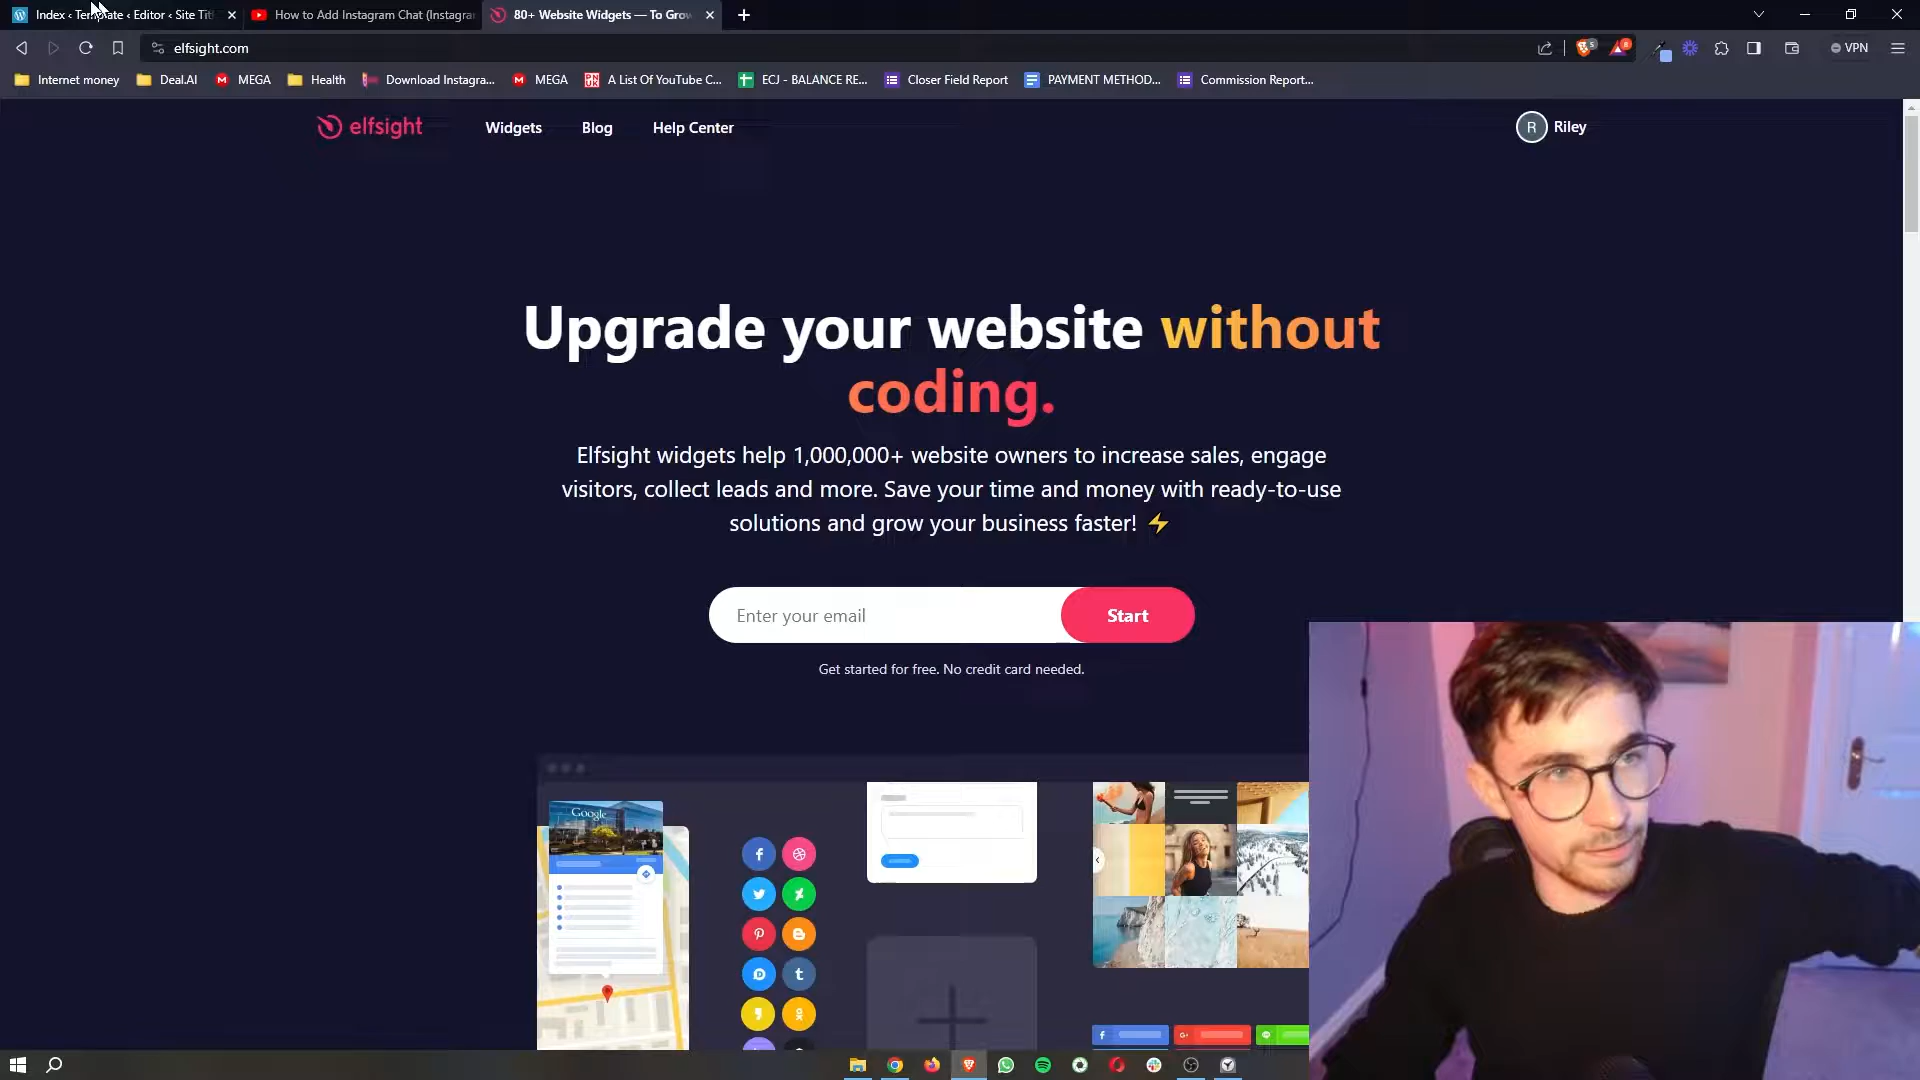 Index ‹ Template ‹ Editor ‹ Site Tit
How to Add Instagram Chat (Instagra
80+ Website Widgets — To Grow
elfsight.com
VPN
Internet money
Deal.AI
MEGA
Health
Download Instagra...
MEGA
A List Of YouTube C...
ECJ - BALANCE RE...
Closer Field Report
PAYMENT METHOD...
Commission Report...
elfsight
Widgets
Blog
Help Center
R
Riley
Upgrade your website without
coding.
Elfsight widgets help 1,000,000+ website owners to increase sales, engage
visitors, collect leads and more. Save your time and money with ready-to-use
solutions and grow your business faster! ⚡
Enter your email
Start
Get started for free. No credit card needed.
Google